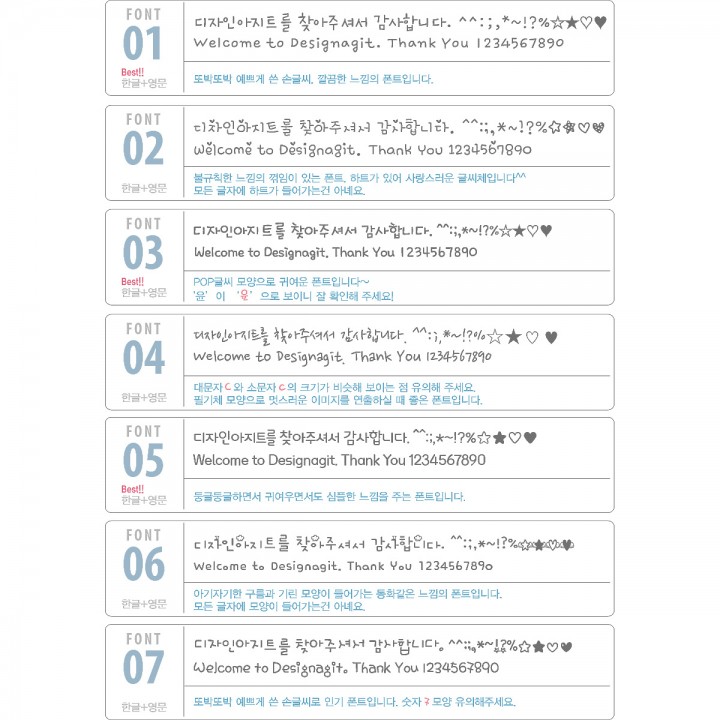 FONT
01
Best!!
한글+영문
디자인아지트를 찾아주셔서 감사합니다. ^^:;,*~!?%☆★♡♥
Welcome to Designagit. Thank You 1234567890
또박또박 예쁘게 쓴 손글씨, 깔끔한 느낌의 폰트입니다.
FONT
02
한글+영문
디자인아지트를 찾아주셔서 감사합니다. ^^:;,*~!?%☆★♡♥
Welcome to Designagit. Thank You 1234567890
불규칙한 느낌의 꺾임이 있는 폰트, 하트가 있어 사랑스러운 글씨체입니다^^
모든 글자에 하트가 들어가는건 아녜요.
FONT
03
Best!!
한글+영문
디자인아지트를 찾아주셔서 감사합니다. ^^:;,*~!?%☆★♡♥
Welcome to Designagit. Thank You 1234567890
POP글씨 모양으로 귀여운 폰트입니다~
'윤' 이 '윤' 으로 보이니 잘 확인해 주세요!
FONT
04
한글+영문
디자인아지트를 찾아주셔서 감사합니다. ^^:;,*~!?%☆★♡♥
Welcome to Designagit. Thank You 1234567890
대문자 C 와 소문자 c 의 크기가 비슷해 보이는 점 유의해 주세요.
필기체 모양으로 멋스러운 이미지를 연출하실 때 좋은 폰트입니다.
FONT
05
Best!!
한글+영문
디자인아지트를 찾아주셔서 감사합니다. ^^:;,*~!?%☆★♡♥
Welcome to Designagit. Thank You 1234567890
둥글둥글하면서 귀여우면서도 심플한 느낌을 주는 폰트입니다.
FONT
06
한글+영문
디자인아지트를 찾아주셔서 감사합니다. ^^:;,*~!?%☆★♡♥
Welcome to Designagit. Thank You 1234567890
아기자기한 구름과 기린 모양이 들어가는 동화같은 느낌의 폰트입니다.
모든 글자에 모양이 들어가는건 아녜요.
FONT
07
한글+영문
디자인아지트를 찾아주셔서 감사합니다. ^^:;,*~!?%☆★♡♥
Welcome to Designagit. Thank You 1234567890
또박또박 예쁘게 쓴 손글씨로 인기 폰트입니다. 숫자 7 모양 유의해주세요.